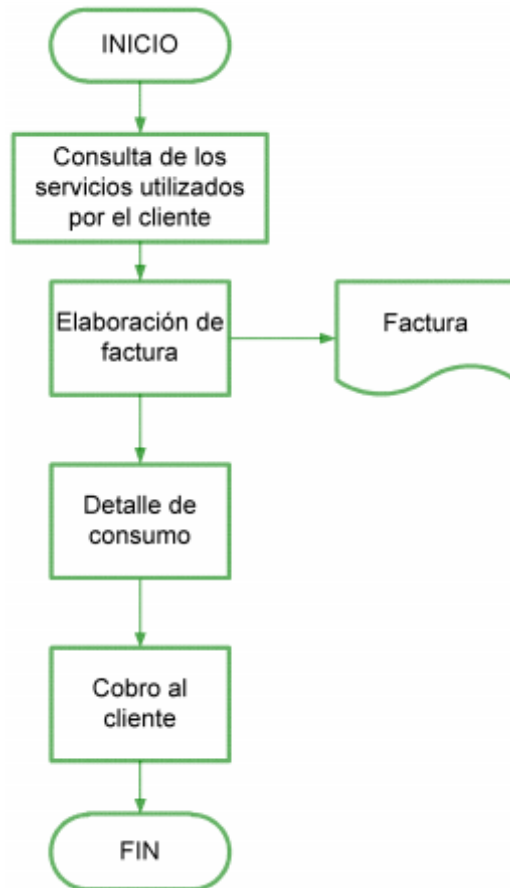 INICIO
Consulta de los
servicios utilizados
por el cliente
Elaboración de
factura
Factura
Detalle de
consumo
Cobro al
cliente
FIN